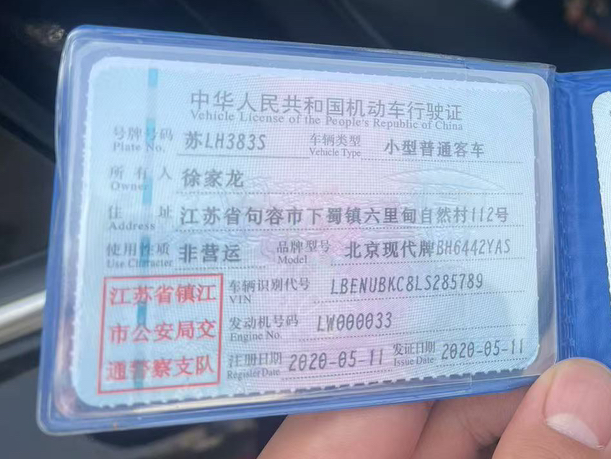 中华人民共和国机动车行驶证
Vehicle License of the People's Republic of China
号牌号码 Plate No. 苏LH383S 车辆类型 Vehicle Type 小型普通客车
所有人 Owner 徐家龙
住址 Address 江苏省句容市下蜀镇六里甸自然村112号
使用性质 Use Character 非营运 品牌型号 Model 北京现代牌BH6442YAS
江苏省镇江
市公安局交
通警察支队
车辆识别代号 VIN LBENUBKC8LS285789
发动机号码 Engine No. LW000033
注册日期 Register Date 2020-05-11 发证日期 Issue Date 2020-05-11